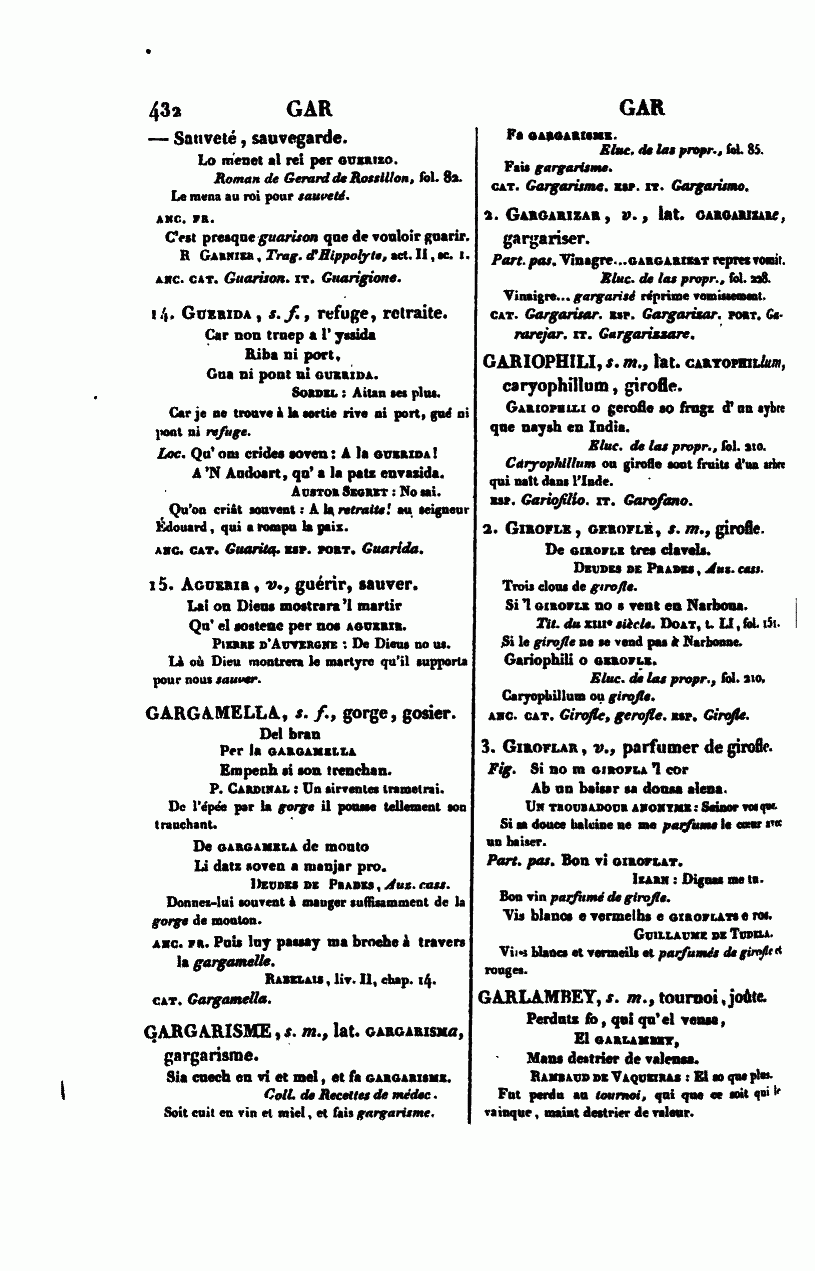 432 GAR
— Sauveté, sauvegarde.
Lo menet al rei per GUERIZO.
Roman de Gerard de Rossillon, fol. 82.
Le mena au roi pour sauveté.
ANC. FR.
C'est presque guarison que de vouloir guarir.
R GARNIER, Trag. d'Hippolyte, act. II, sc. 1.
ANC. CAT. Guarison. IT. Guarigione.
14. GUERIDA, s. f., refuge, retraite.
Car non truep a l' yssida
Riba ni port,
Gua ni pont ni GUERIDA.
SORDEL : Aitan ses plus.
Car je ne trouve à la sortie rive ni port, gué ni
pont ni refuge.
Loc. Qu' om crides soven : A la GUERIDA !
A 'N Audoart, qu' a la patz envazida.
AUSTOR SEGRET : No sai.
Qu'on criât souvent : A la retraite! au seigneur
Édouard, qui a rompu la paix.
ANC. CAT. Guarita. ESP. PORT. Guarida.
15. AGUERIR, v., guérir, sauver.
Lai on Dieus mostrara 'l martir
Qu' el sostenc per nos AGUERIR.
PIERRE D'AUVERGNE : De Dieus no us.
Là où Dieu montrera le martyre qu'il supporta
pour nous sauver.
GARGAMELLA, s. f., gorge, gosier.
Del bran
Per la GARGAMELLA
Empenh si son trenchan.
P. CARDINAL : Un sirventes trametrai.
De l'épée par la gorge il pousse tellement son
tranchant.
De GARGAMELA de mouto
Li datz soven a manjar pro.
DEUDES DE PRADES, Auz. cass.
Donnez-lui souvent à manger suffisamment de la
gorge de mouton.
ANC. FR. Puis luy passay ma broche à travers
la gargamelle.
RABELAIS, liv. II, chap. 14.
CAT. Gargamella.
GARGARISME, s. m., lat. GARGARISMa,
gargarisme.
Sia cuech en vi et mel, et fa GARGARISME.
Coll. de Recettes de médec.
Soit cuit en vin et miel, et fais gargarisme.
GAR
Fa GARGARISME.
Eluc. de las propr., fol. 85.
Fais gargarisme.
CAT. Gargarisme. ESP. IT. Gargarismo.
2. GARGARIZAR, v., lat. GARGARIZARe,
gargariser.
Part. pas. Vinagre...GARGARIZAT repres vomit.
Eluc. de las propr., fol. 228.
Vinaigre... gargarisé réprime vomissement.
CAT. Gargarisar. ESP. Gargarizar. PORT. Ga-
rarejar. IT. Gargarizzare.
GARIOPHILI, s. m., lat. CARYOPHILlum,
caryophillum, girofle.
GARIOPHILI o gerofle so frugz d' un aybre
que naysh en India.
Eluc. de las propr., fol. 210.
Caryophillum ou girofle sont fruits d'un arbre
qui naît dans l'Inde.
ESP. Gariofilio. IT. Garofano.
2. GIROFLE, GEROFLE, s. m., girofle.
De GIROFLE tres clavels.
DEUDES DE PRADES, Auz. cass.
Trois clous de girofle.
Si 'l GIROFLE no s vent en Narbona.
Tit. du XIIIe siècle. DOAT, t. LI, fol. 151.
Si le girofle ne se vend pas à Narbonne.
Gariophili o GEROFLE.
Eluc. de las propr., fol. 210.
Caryophillum ou girofle.
ANC. CAT. Girofle, gerofle. ESP. Girofle.
3. GIROFLAR, v., parfumer de girofle.
Fig. Si no m GIROFLA 'l cor
Ab un baisar sa doussa alena.
UN TROUBADOUR ANONYME : Seinor vos que.
Si sa douce haleine ne me parfume le cœur avec
un baiser.
Part. pas. Bon vi GIROFLAT.
IZARN : Diguas me tu.
Bon vin parfumé de girofle.
Vis blancs e vermelhs e GIROFLATS e ros.
GUILLAUME DE TUDELA.
Vins blancs et vermeils et parfumés de girofle et
rouges.
GARLAMBEY, s. m., tournoi, joûte.
Perdutz fo, qui qu'el vensa,
El GARLAMBEY,
Mans destrier de valensa.
RAMBAUD DE VAQUEIRAS : El so que plus.
Fut perdu au tournoi, qui que ce soit qui le
vainque, maint destrier de valeur.